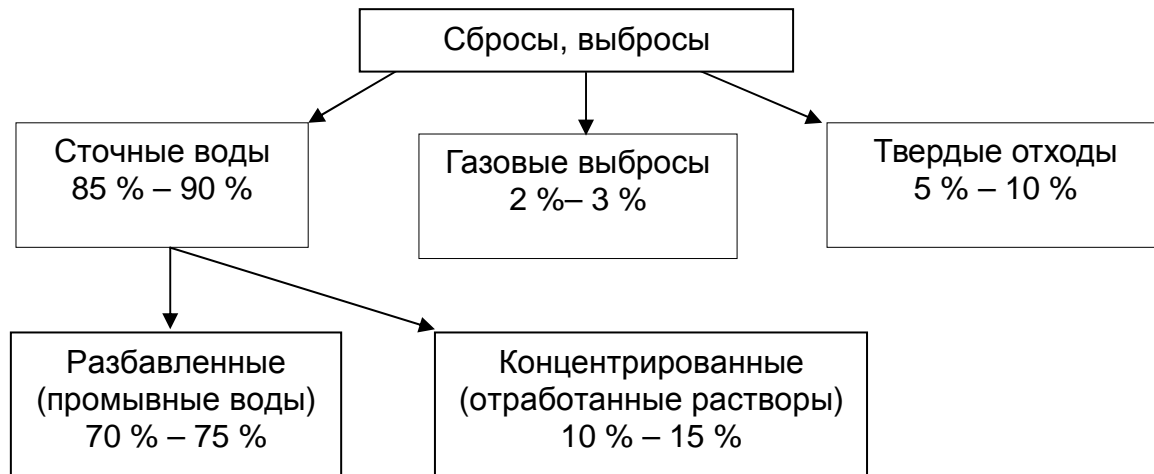 Сбросы, выбросы
Сточные воды
85 % – 90 %
Газовые выбросы
2 %– 3 %
Твердые отходы
5 % – 10 %
Разбавленные
(промывные воды)
70 % – 75 %
Концентрированные
(отработанные растворы)
10 % – 15 %